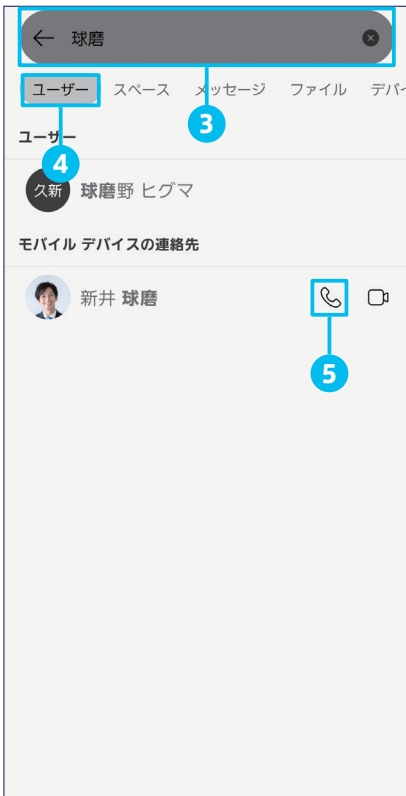 球磨
ユーザー スペース メッセージ ファイル デバイ
3
ユーザー
4
久新 球磨野 ヒグマ
モバイル デバイスの連絡先
新井 球磨
5